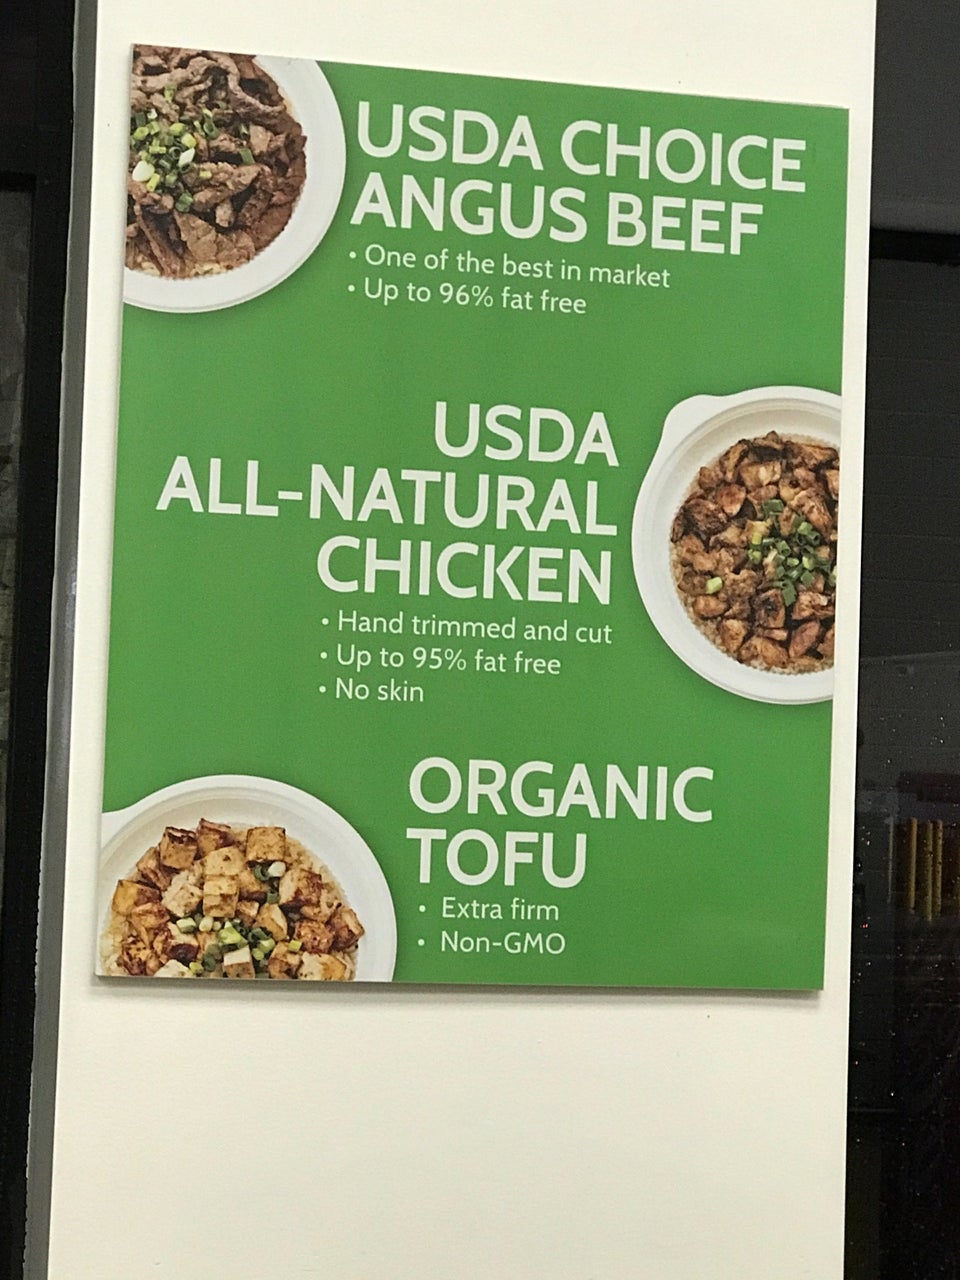 USDA CHOICE
ANGUS BEEF
• One of the best in market
• Up to 96% fat free
USDA
ALL-NATURAL
CHICKEN
• Hand trimmed and cut
• Up to 95% fat free
• No skin
ORGANIC
TOFU
• Extra firm
• Non-GMO